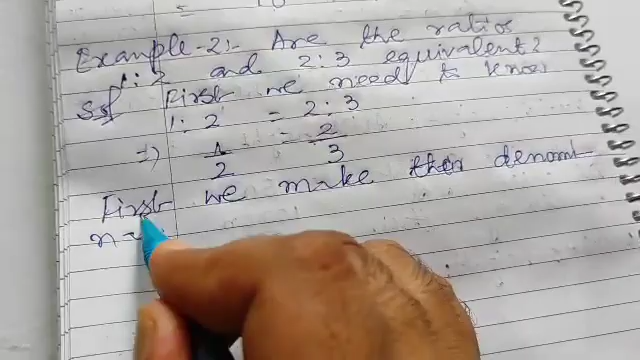 Example-2:- Are the ratios
1:2 and 2:3 equivalent?
Sol First we need to know
1:2 = 2:3
=> 1/2 = 2/3
First we make the denomi-
n